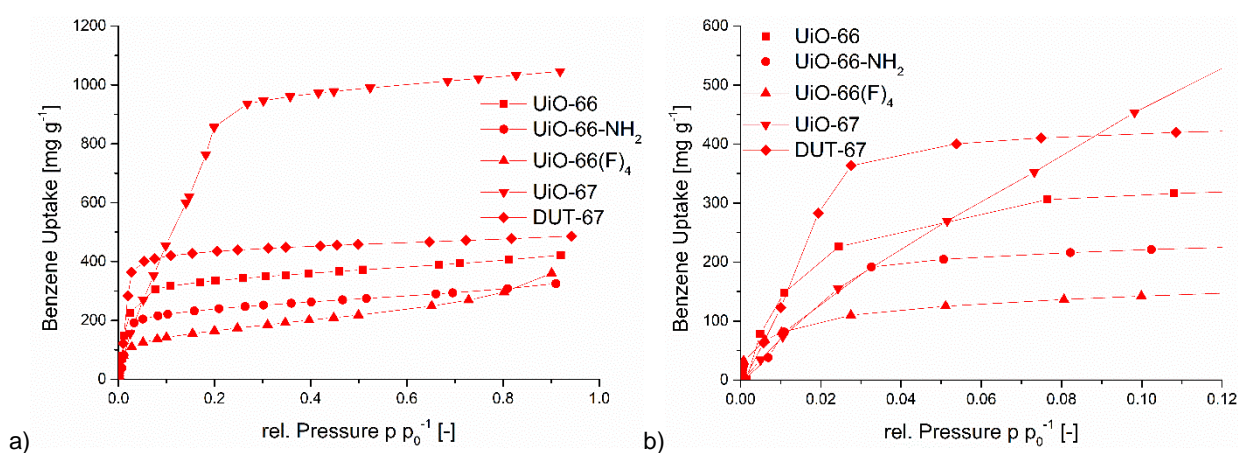 1200
1000
800
600
400
200
0
0.0 0.2 0.4 0.6 0.8 1.0
Benzene Uptake [mg g⁻¹]
rel. Pressure p p₀⁻¹ [-]
UiO-66
UiO-66-NH₂
UiO-66(F)₄
UiO-67
DUT-67
a)
600
500
400
300
200
100
0
0.00 0.02 0.04 0.06 0.08 0.10 0.12
Benzene Uptake [mg g⁻¹]
rel. Pressure p p₀⁻¹ [-]
UiO-66
UiO-66-NH₂
UiO-66(F)₄
UiO-67
DUT-67
b)